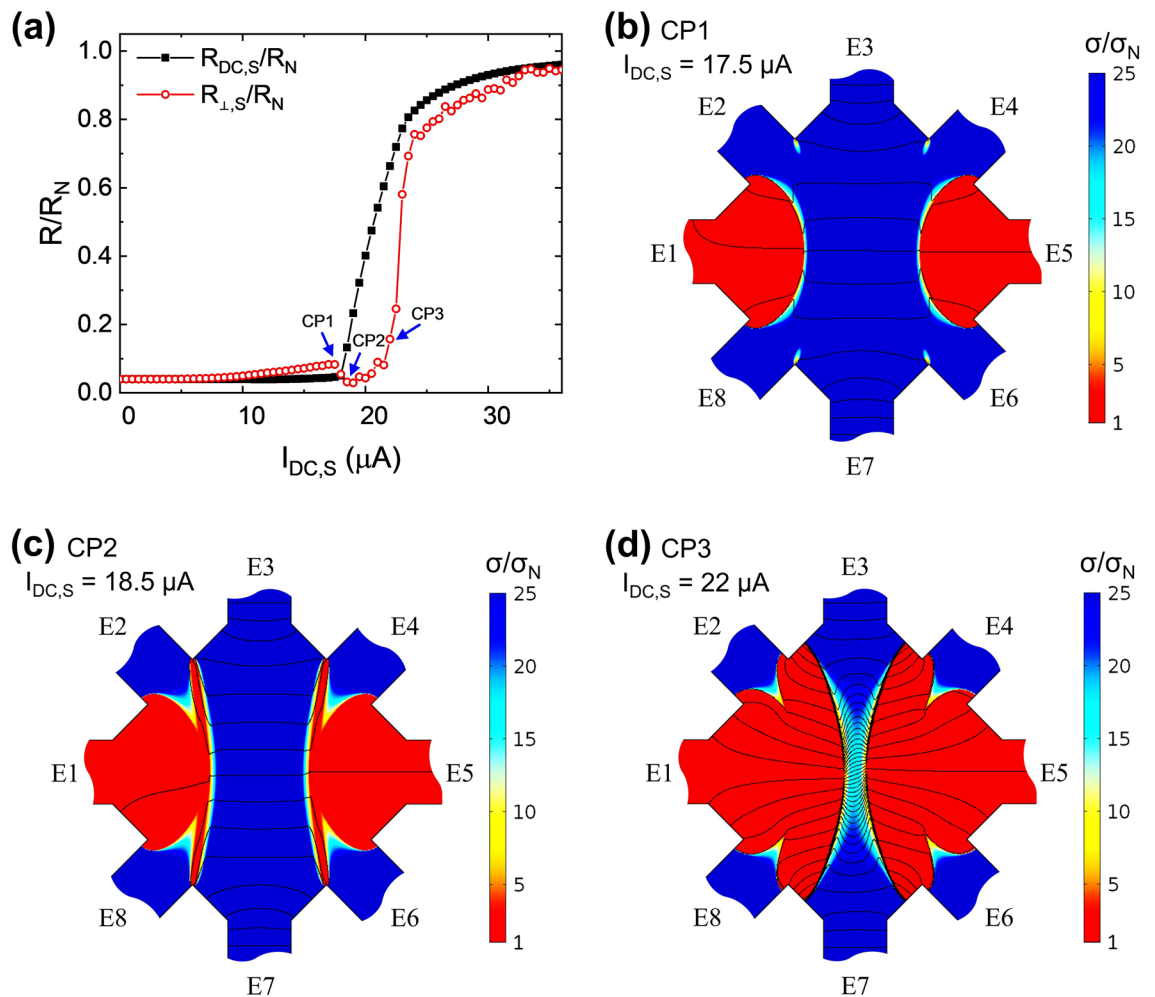 (a)
R_DC,S/R_N
R_⊥,S/R_N
R/R_N
1.0
0.8
0.6
0.4
0.2
0.0
CP1
CP2
CP3
0
10
20
30
I_DC,S (μA)
(b) CP1
I_DC,S = 17.5 μA
σ/σ_N
25
20
15
10
5
1
E3
E2
E4
E1
E5
E8
E6
E7
(c) CP2
I_DC,S = 18.5 μA
σ/σ_N
25
20
15
10
5
1
E3
E2
E4
E1
E5
E8
E6
E7
(d) CP3
I_DC,S = 22 μA
σ/σ_N
25
20
15
10
5
1
E3
E2
E4
E1
E5
E8
E6
E7